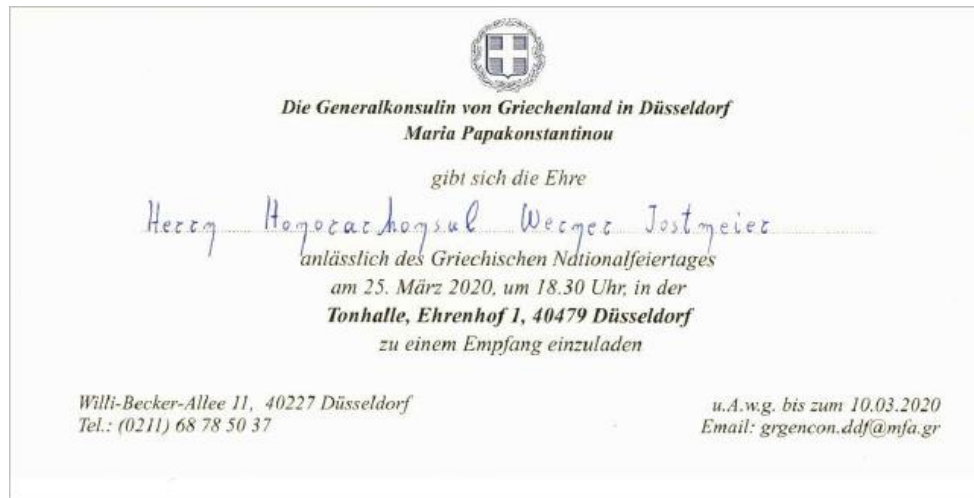 Die Generalkonsulin von Griechenland in Düsseldorf
Maria Papakonstantinou
gibt sich die Ehre
Herrn Honorarkonsul Werner Jostmeier
anlässlich des Griechischen Nationalfeiertages
am 25. März 2020, um 18.30 Uhr, in der
Tonhalle, Ehrenhof 1, 40479 Düsseldorf
zu einem Empfang einzuladen
Willi-Becker-Allee 11, 40227 Düsseldorf
Tel.: (0211) 68 78 50 37
u.A.w.g. bis zum 10.03.2020
Email: grgencon.ddf@mfa.gr